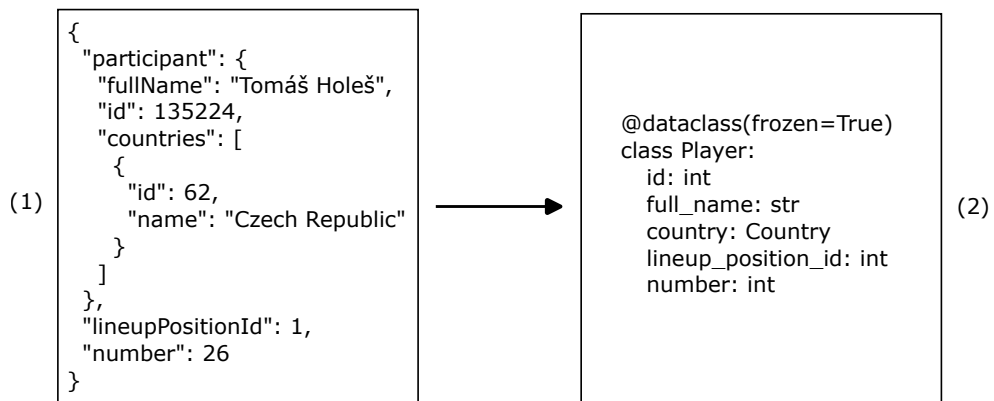 (1)
{
  "participant": {
    "fullName": "Tomáš Holeš",
    "id": 135224,
    "countries": [
      {
        "id": 62,
        "name": "Czech Republic"
      }
    ]
  },
  "lineupPositionId": 1,
  "number": 26
}
@dataclass(frozen=True)
class Player:
    id: int
    full_name: str
    country: Country
    lineup_position_id: int
    number: int
(2)